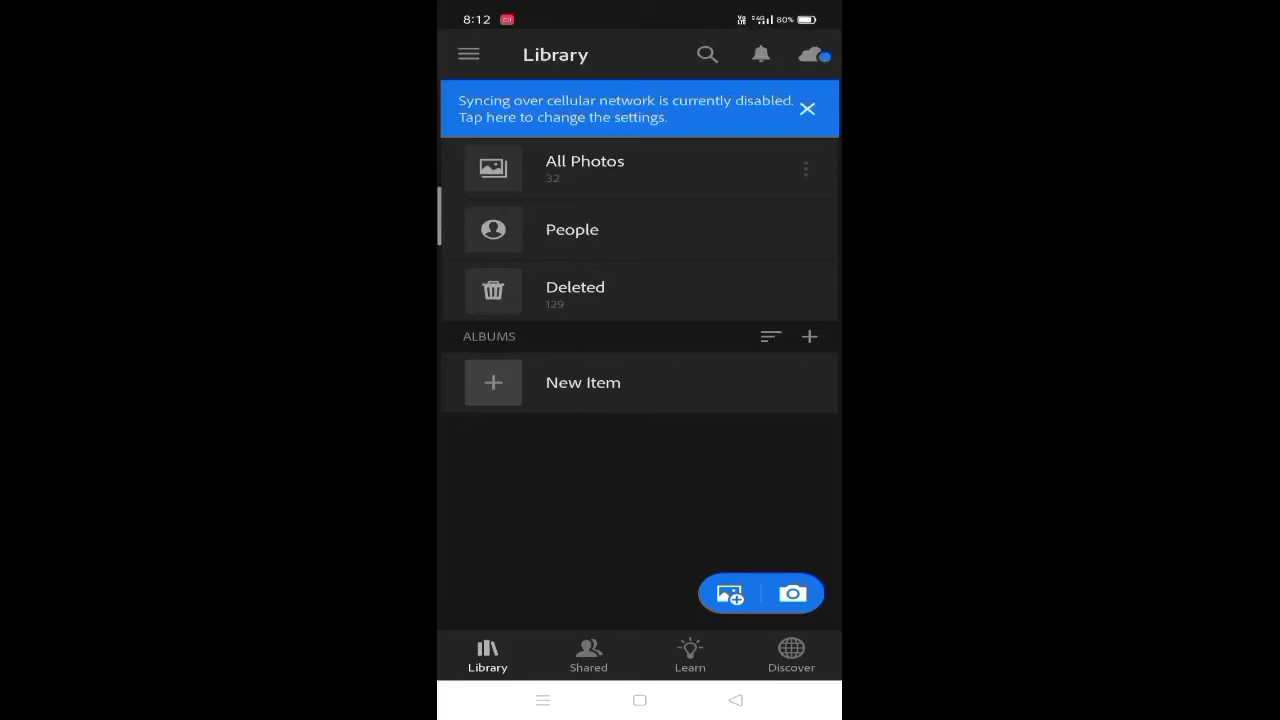 8:12
80%
Library
Syncing over cellular network is currently disabled.
Tap here to change the settings.
All Photos
32
People
Deleted
129
ALBUMS
New Item
Library
Shared
Learn
Discover